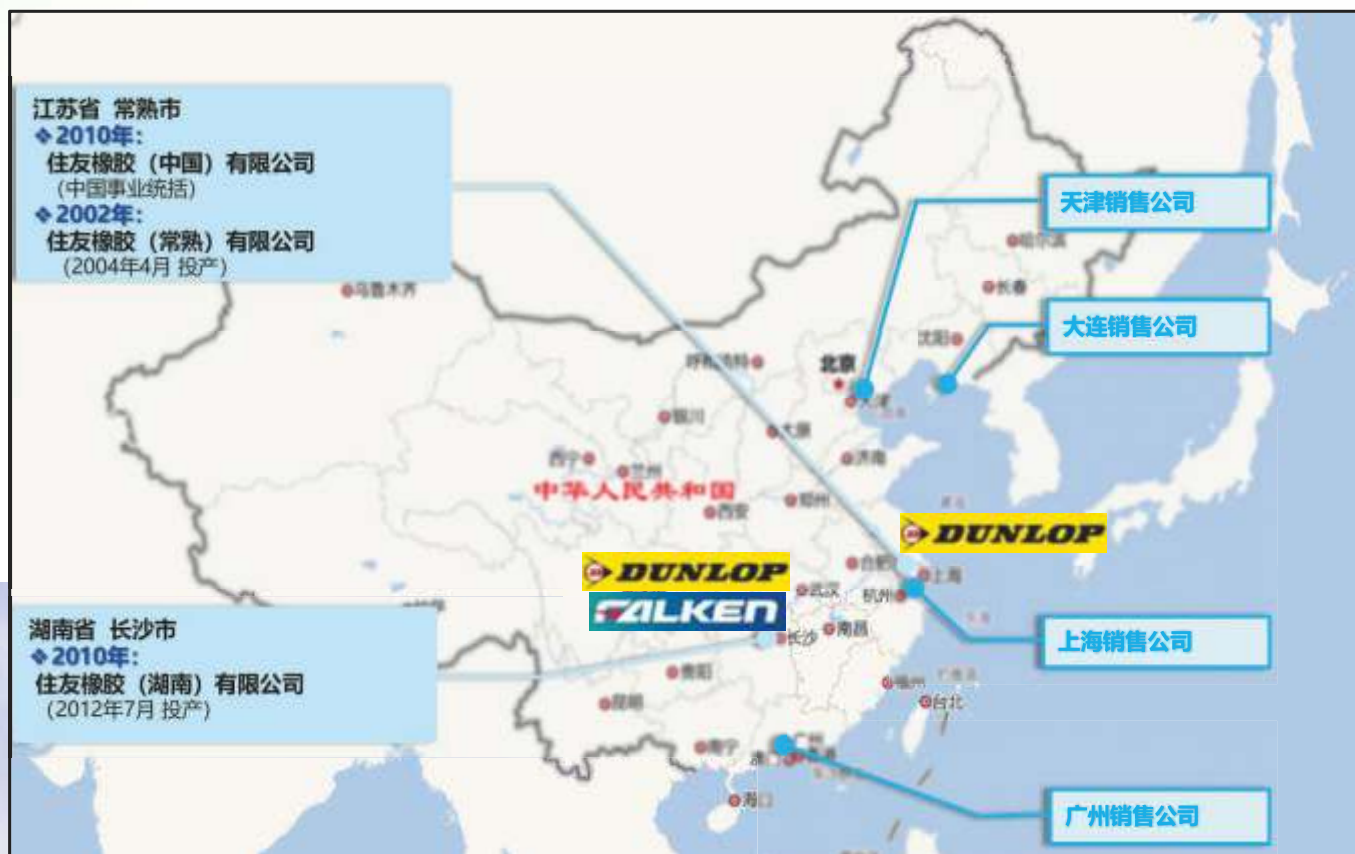 江苏省 常熟市
❖2010年:
住友橡胶（中国）有限公司
(中国事业统括)
❖2002年:
住友橡胶（常熟）有限公司
(2004年4月 投产)
天津销售公司
哈尔滨
长春
乌鲁木齐
大连销售公司
沈阳
呼和浩特
北京
天津
银川
太原
西宁
兰州
济南
中华人民共和国
郑州
西安
DUNLOP
合肥
上海
DUNLOP
武汉
杭州
FALKEN
南昌
长沙
上海销售公司
湖南省 长沙市
❖2010年:
住友橡胶（湖南）有限公司
(2012年7月 投产)
贵阳
福州
昆明
台北
广州
南宁
澳门
香港
海口
广州销售公司